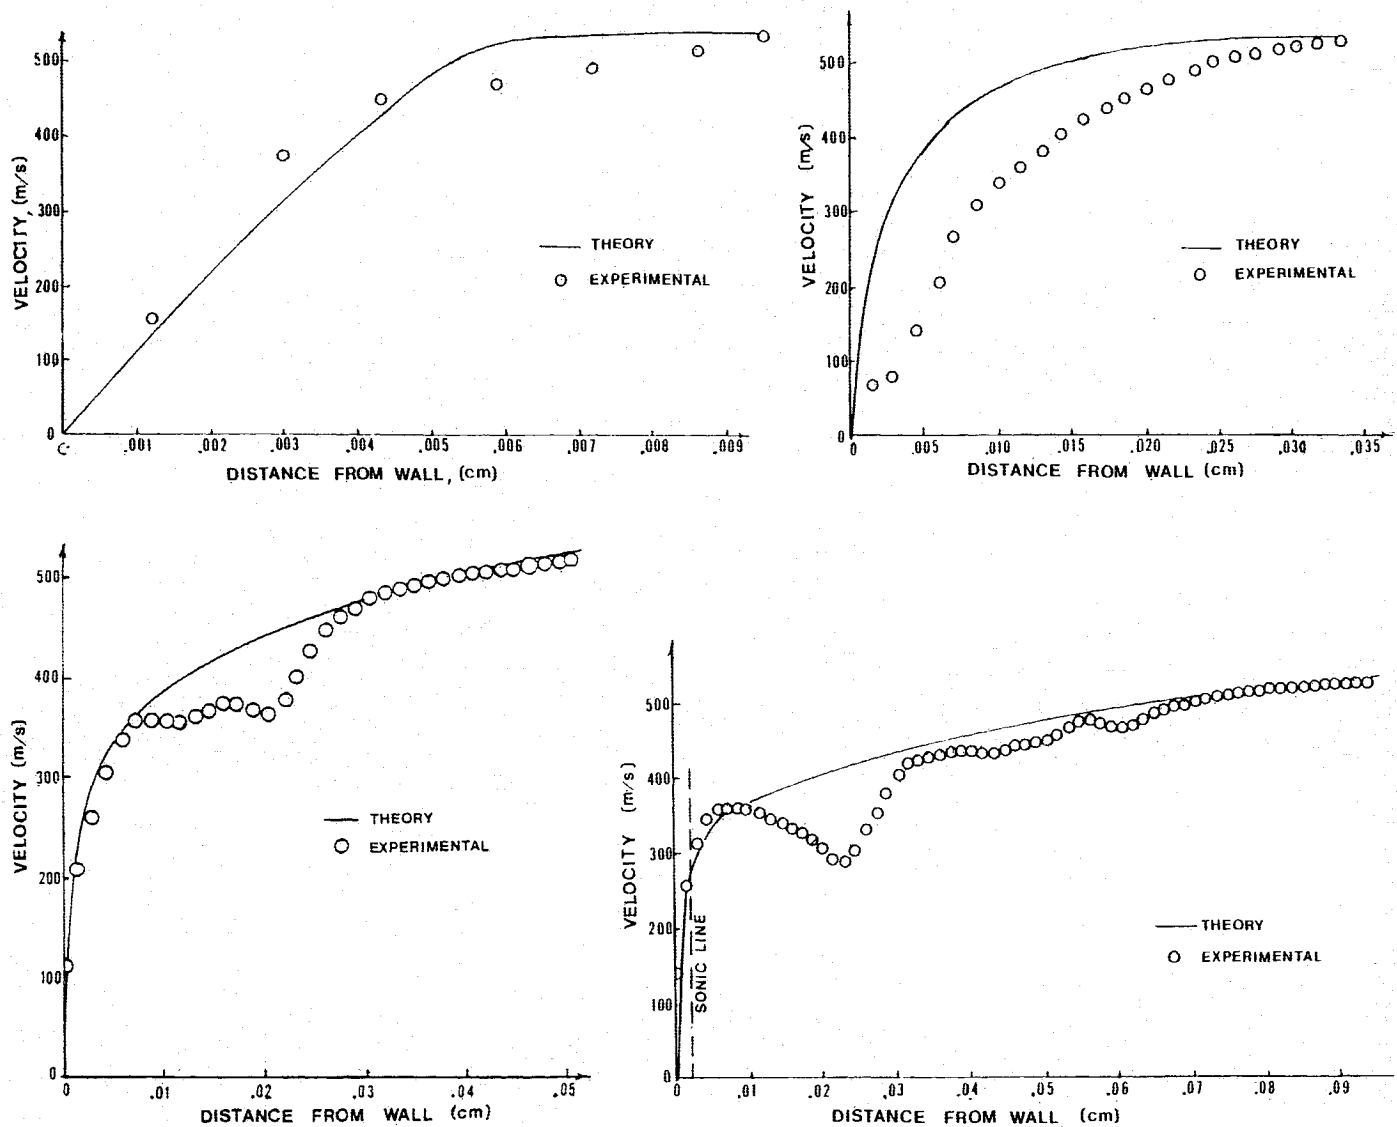 500
400
300
200
100
0
VELOCITY, (m/s)
THEORY
EXPERIMENTAL
.001 .002 .003 .004 .005 .006 .007 .008 .009
DISTANCE FROM WALL, (cm)
500
400
300
200
100
0
VELOCITY (m/s)
THEORY
EXPERIMENTAL
0 .005 .010 .015 .020 .025 .030 .035
DISTANCE FROM WALL (cm)
500
400
300
200
100
0
VELOCITY (m/s)
THEORY
EXPERIMENTAL
0 .01 .02 .03 .04 .05
DISTANCE FROM WALL (cm)
500
400
300
200
100
0
VELOCITY (m/s)
SONIC LINE
THEORY
EXPERIMENTAL
0 .01 .02 .03 .04 .05 .06 .07 .08 .09
DISTANCE FROM WALL (cm)